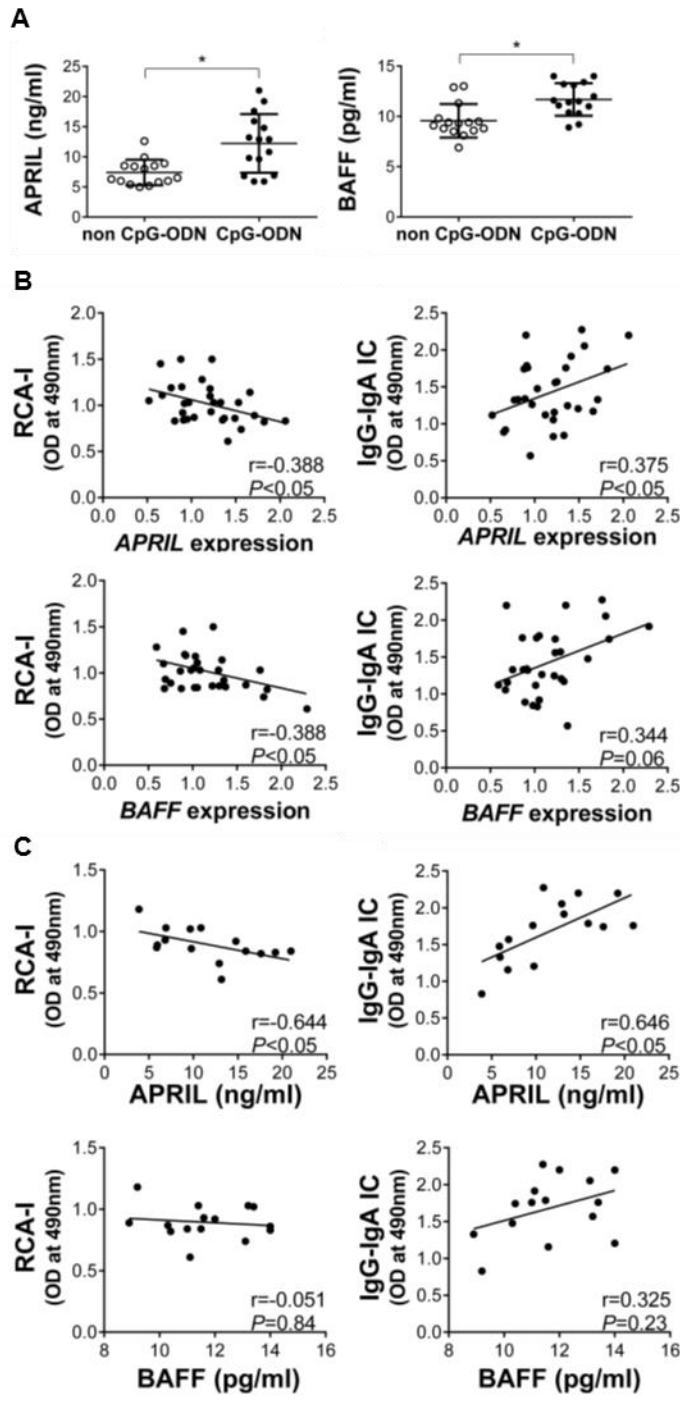 A
APRIL (ng/ml)
25
20
15
10
5
0
*
non CpG-ODN CpG-ODN
BAFF (pg/ml)
15
10
5
0
*
non CpG-ODN CpG-ODN
B
RCA-I
(OD at 490nm)
2.0
1.5
1.0
0.5
0.0
r=-0.388
P<0.05
0.0 0.5 1.0 1.5 2.0 2.5
APRIL expression
IgG-IgA IC
(OD at 490nm)
2.5
2.0
1.5
1.0
0.5
0.0
r=0.375
P<0.05
0.0 0.5 1.0 1.5 2.0 2.5
APRIL expression
RCA-I
(OD at 490nm)
2.0
1.5
1.0
0.5
0.0
r=-0.388
P<0.05
0.0 0.5 1.0 1.5 2.0 2.5
BAFF expression
IgG-IgA IC
(OD at 490nm)
2.5
2.0
1.5
1.0
0.5
0.0
r=0.344
P=0.06
0.0 0.5 1.0 1.5 2.0 2.5
BAFF expression
C
RCA-I
(OD at 490nm)
1.5
1.0
0.5
0.0
r=-0.644
P<0.05
0 5 10 15 20 25
APRIL (ng/ml)
IgG-IgA IC
(OD at 490nm)
2.5
2.0
1.5
1.0
0.5
0.0
r=0.646
P<0.05
0 5 10 15 20 25
APRIL (ng/ml)
RCA-I
(OD at 490nm)
1.5
1.0
0.5
0.0
r=-0.051
P=0.84
8 10 12 14 16
BAFF (pg/ml)
IgG-IgA IC
(OD at 490nm)
2.5
2.0
1.5
1.0
0.5
0.0
r=0.325
P=0.23
8 10 12 14 16
BAFF (pg/ml)